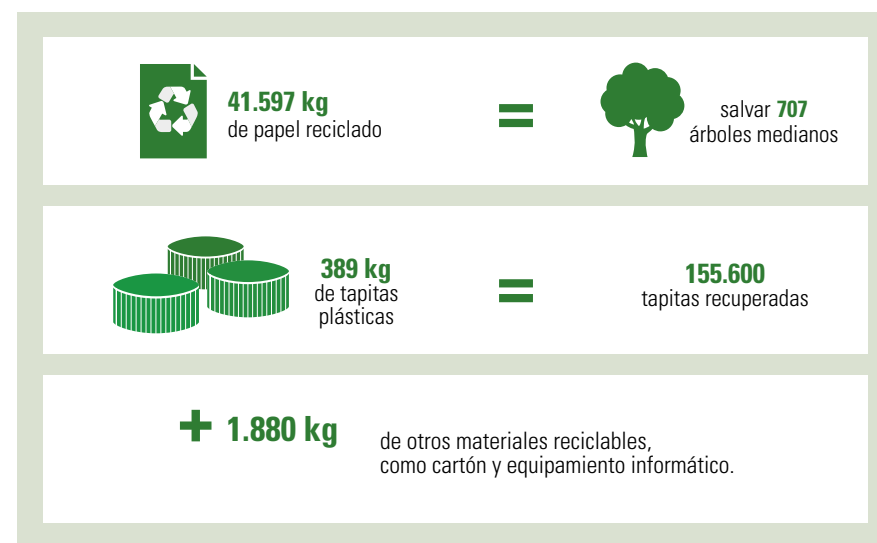 41.597 kg
de papel reciclado
=
salvar 707
árboles medianos
389 kg
de tapitas
plásticas
=
155.600
tapitas recuperadas
+ 1.880 kg
de otros materiales reciclables,
como cartón y equipamiento informático.